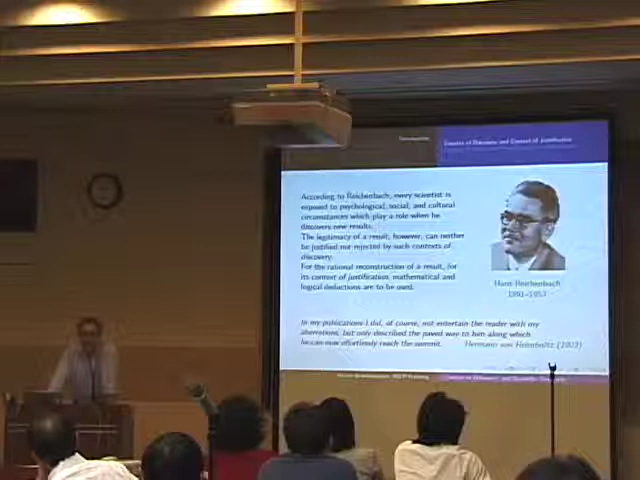 Introduction
Context of Discovery and Context of Justification
According to Reichenbach, every scientist is
exposed to psychological, social, and cultural
circumstances which play a role when he
discovers new results.
The legitimacy of a result, however, can neither
be justified nor rejected by such contexts of
discovery.
For the rational reconstruction of a result, for
its context of justification, mathematical and
logical deductions are to be used.
Hans Reichenbach
1891–1953
In my publications I did, of course, not entertain the reader with my
aberrations, but only described the paved way to him along which
he can now effortlessly reach the summit. Hermann von Helmholtz (1903)